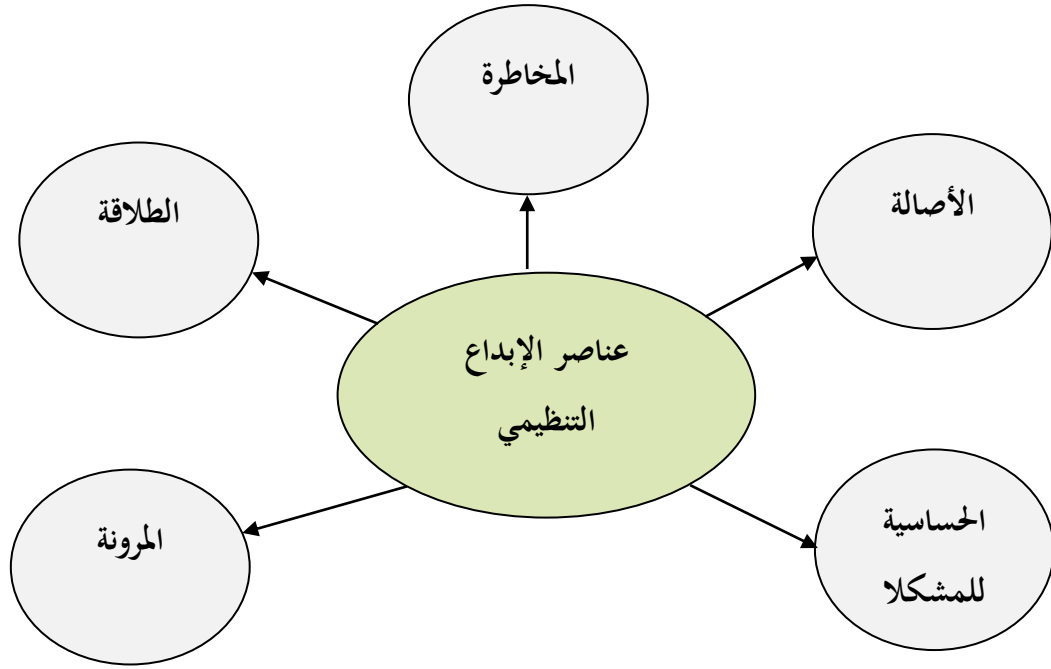 المخاطرة
الأصالة
الطلاقة
عناصر الإبداع
التنظيمي
الحساسية
للمشكلا
المرونة